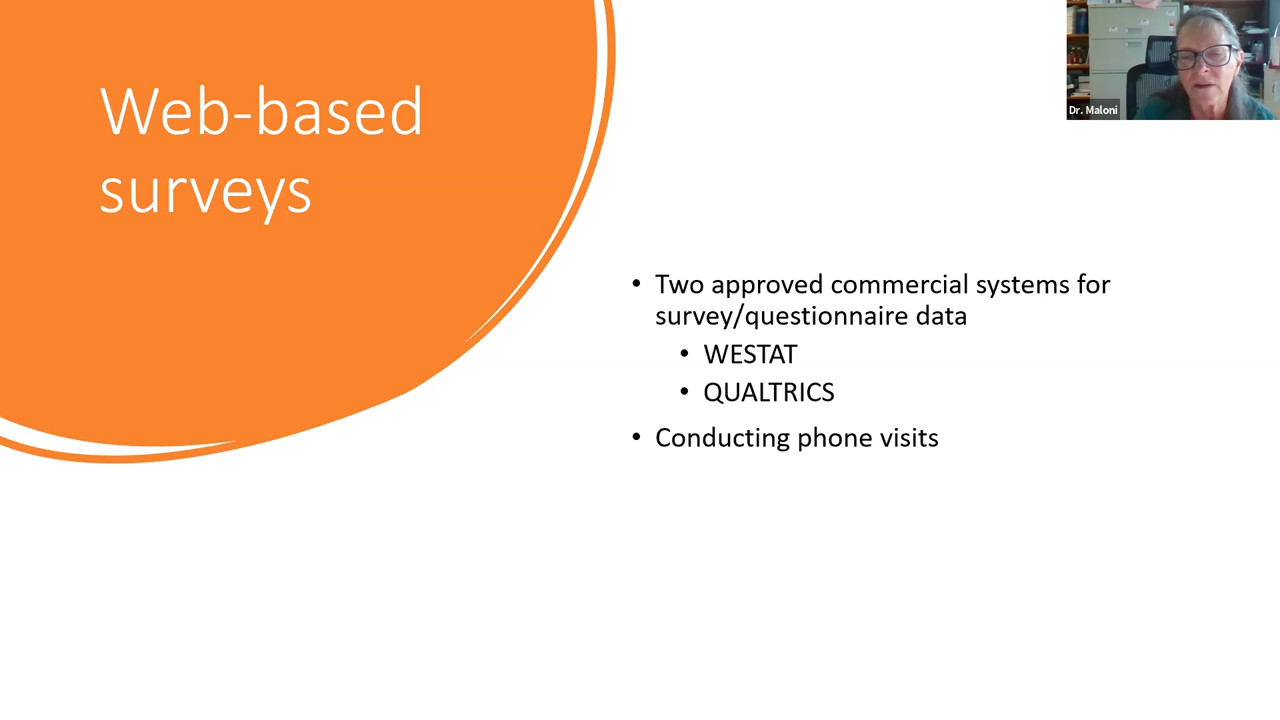 Web-based
surveys
Dr. Maloni
• Two approved commercial systems for
survey/questionnaire data
• WESTAT
• QUALTRICS
• Conducting phone visits